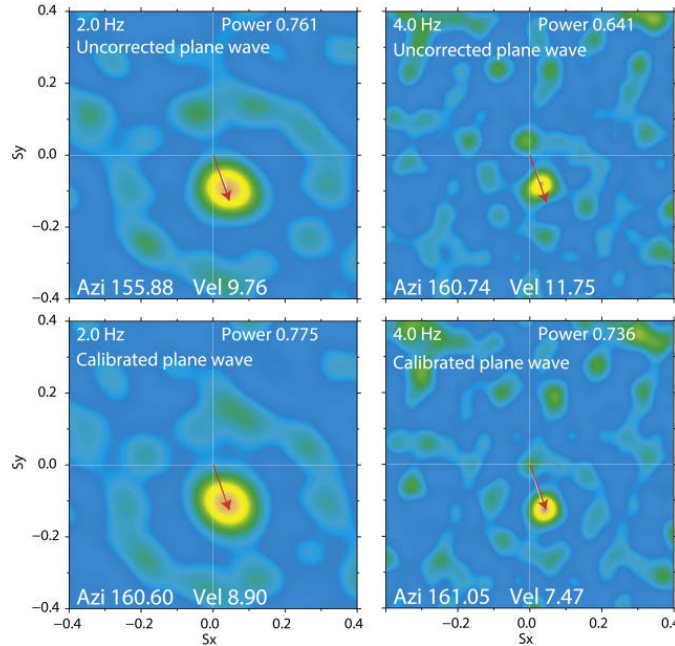 2.0 Hz Power 0.761
Uncorrected plane wave
4.0 Hz Power 0.641
Uncorrected plane wave
0.4
0.2
Sy
0.0
−0.2
−0.4
Azi 155.88 Vel 9.76
Azi 160.74 Vel 11.75
2.0 Hz Power 0.775
Calibrated plane wave
4.0 Hz Power 0.736
Calibrated plane wave
0.4
0.2
Sy
0.0
−0.2
−0.4
Azi 160.60 Vel 8.90
Azi 161.05 Vel 7.47
−0.4 −0.2 0.0 0.2 0.4
Sx
−0.4 −0.2 0.0 0.2 0.4
Sx